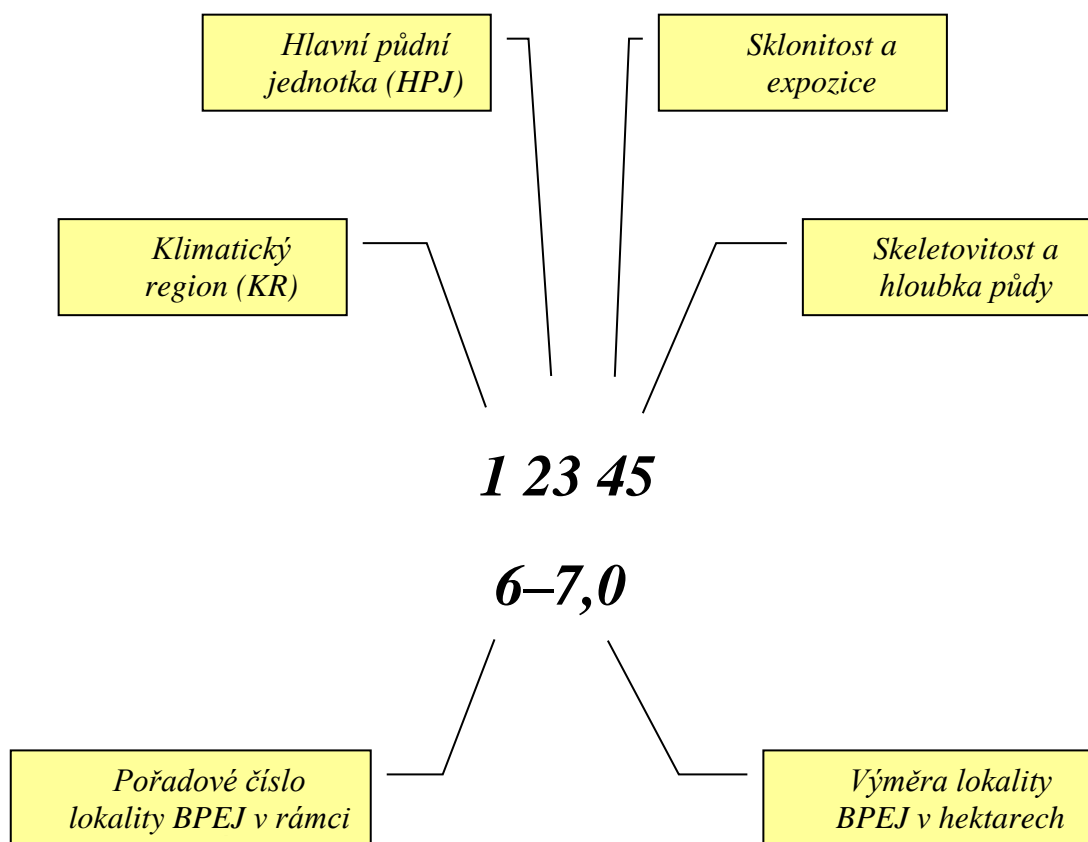 Hlavní půdní
jednotka (HPJ)
Sklonitost a
expozice
Klimatický
region (KR)
Skeletovitost a
hloubka půdy
1 23 45
6–7,0
Pořadové číslo
lokality BPEJ v rámci
Výměra lokality
BPEJ v hektarech